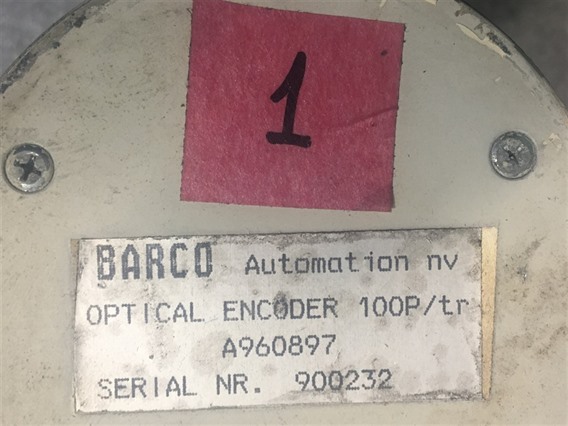 1
BARCO Automation nv
OPTICAL ENCODER 100P/tr
A960897
SERIAL NR. 900232